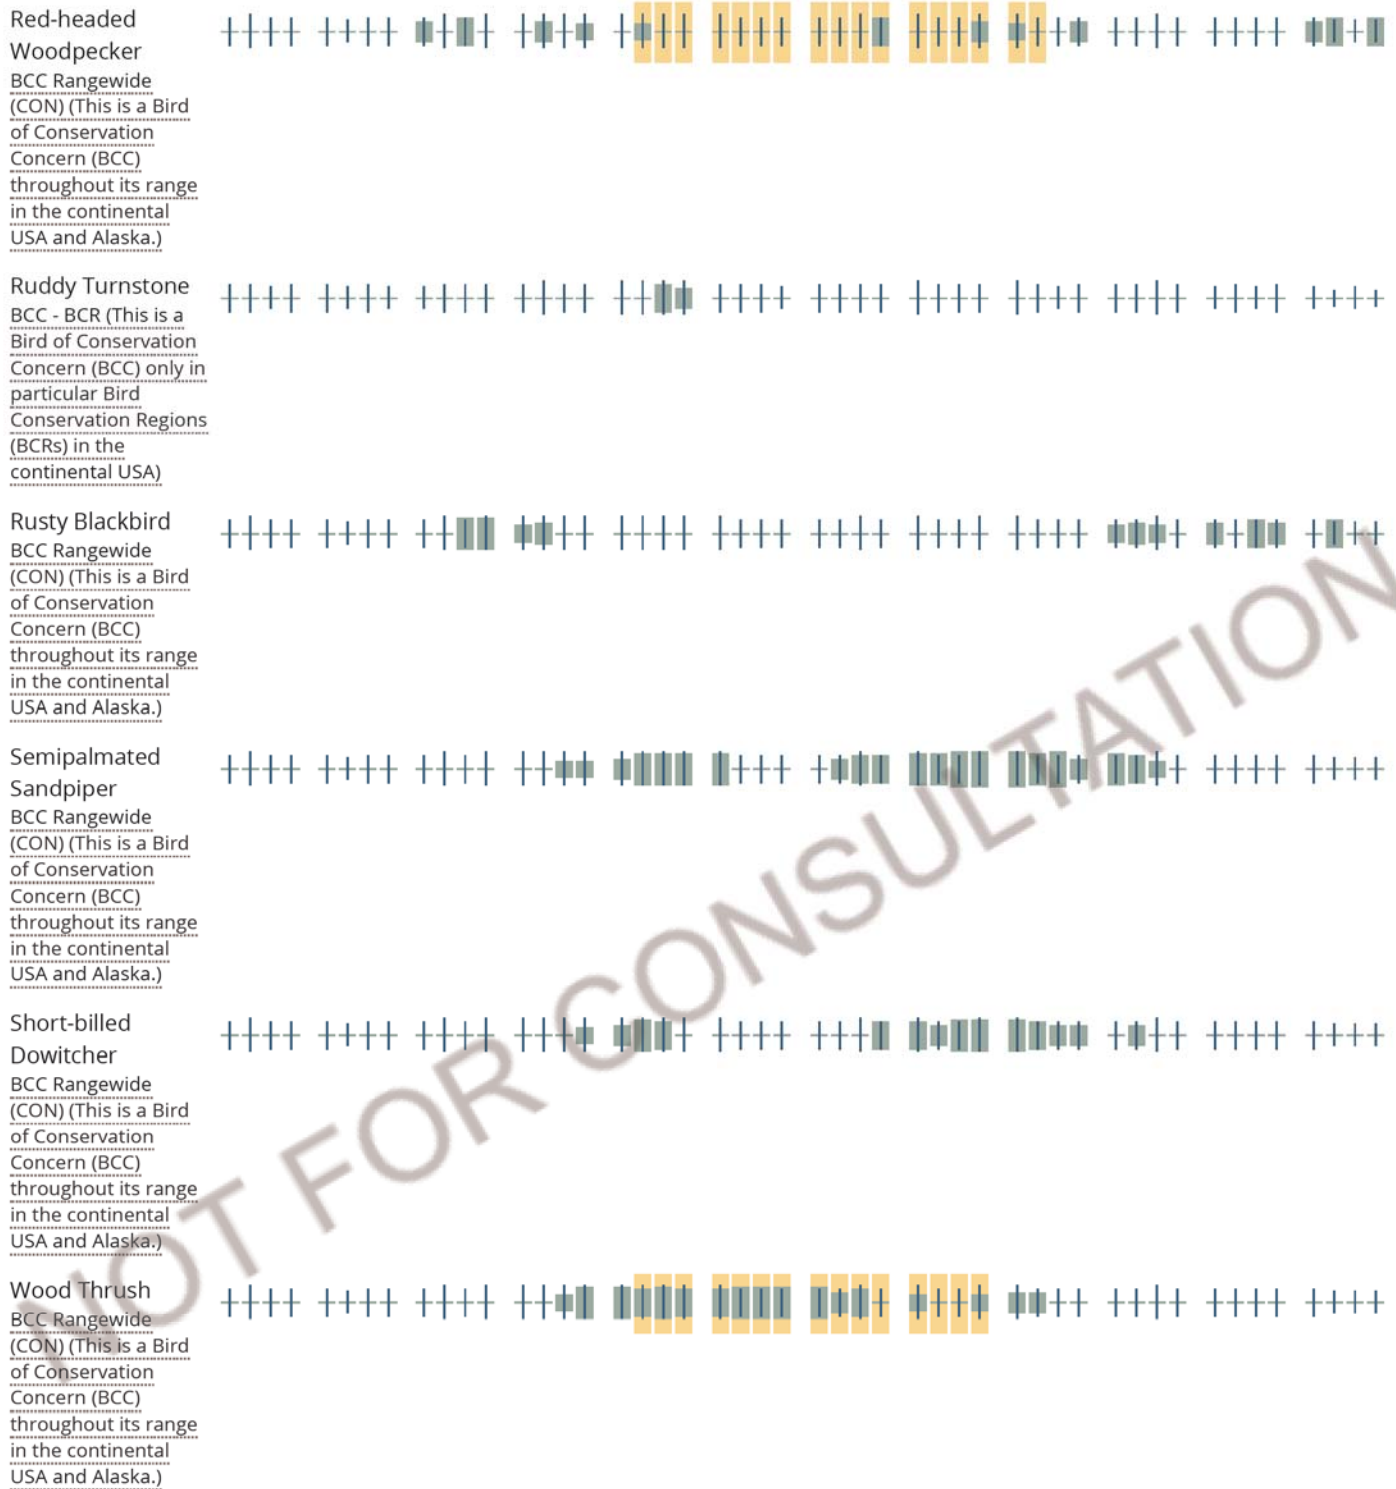 Red-headed
Woodpecker
BCC Rangewide
(CON) (This is a Bird
of Conservation
Concern (BCC)
throughout its range
in the continental
USA and Alaska.)
Ruddy Turnstone
BCC - BCR (This is a
Bird of Conservation
Concern (BCC) only in
particular Bird
Conservation Regions
(BCRs) in the
continental USA)
Rusty Blackbird
BCC Rangewide
(CON) (This is a Bird
of Conservation
Concern (BCC)
throughout its range
in the continental
USA and Alaska.)
Semipalmated
Sandpiper
BCC Rangewide
(CON) (This is a Bird
of Conservation
Concern (BCC)
throughout its range
in the continental
USA and Alaska.)
Short-billed
Dowitcher
BCC Rangewide
(CON) (This is a Bird
of Conservation
Concern (BCC)
throughout its range
in the continental
USA and Alaska.)
Wood Thrush
BCC Rangewide
(CON) (This is a Bird
of Conservation
Concern (BCC)
throughout its range
in the continental
USA and Alaska.)
NOT FOR CONSULTATION